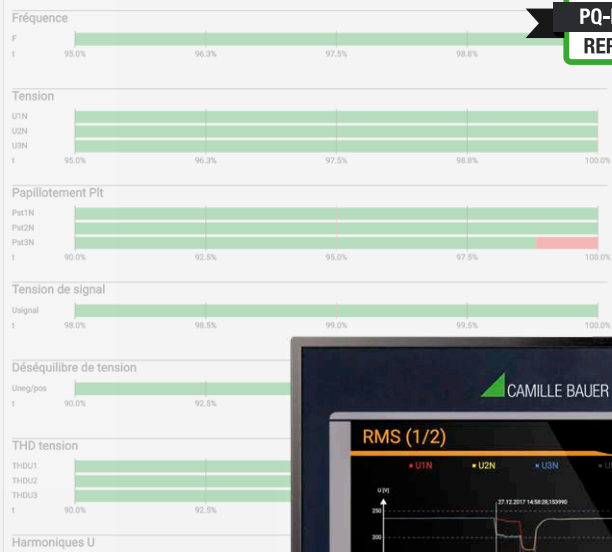 Fréquence
F
t 95.0% 96.3% 97.5% 98.8%
PQ-
REP
Tension
U1N
U2N
U3N
t 95.0% 96.3% 97.5% 98.8% 100.0%
Papillotement Plt
Pst1N
Pst2N
Pst3N
t 90.0% 92.5% 95.0% 97.5% 100.0%
Tension de signal
Usignal
t 98.0% 98.5% 99.0% 99.5% 100.0%
Déséquilibre de tension
Uneg/pos
t 90.0% 92.5%
THD tension
THDU1
THDU2
THDU3
t 90.0% 92.5%
Harmoniques U
CAMILLE BAUER
RMS (1/2)
U1N U2N U3N
U (V)
27.12.2017 14:58:28,153990
250
200